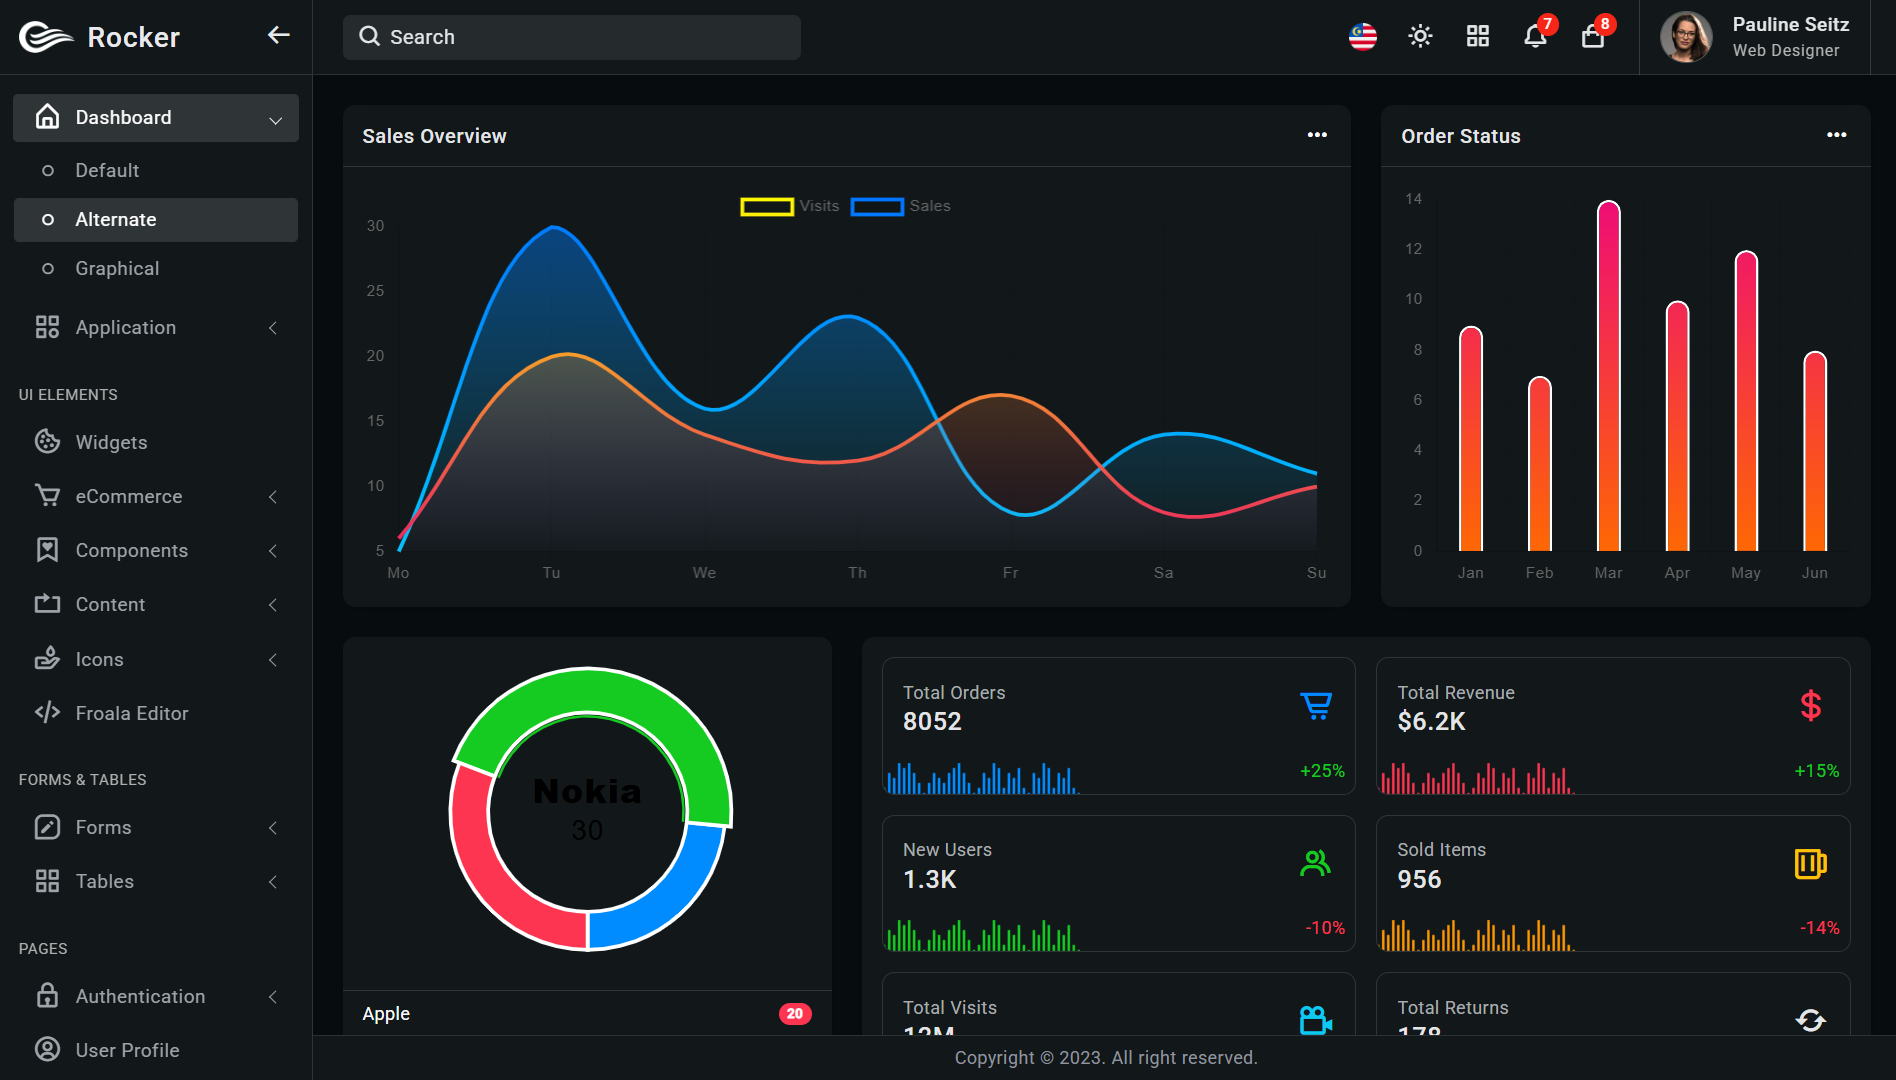 Rocker
Search
7
8
Pauline Seitz
Web Designer
Dashboard
Default
Alternate
Graphical
Application
UI ELEMENTS
Widgets
eCommerce
Components
Content
Icons
Froala Editor
FORMS & TABLES
Forms
Tables
PAGES
Authentication
User Profile
Sales Overview
Visits Sales
30
25
20
15
10
5
Mo Tu We Th Fr Sa Su
Order Status
14
12
10
8
6
4
2
0
Jan Feb Mar Apr May Jun
Nokia
30
Apple 20
Total Orders
8052
+25%
Total Revenue
$6.2K
+15%
New Users
1.3K
-10%
Sold Items
956
-14%
Total Visits
12M
Total Returns
178
Copyright © 2023. All right reserved.